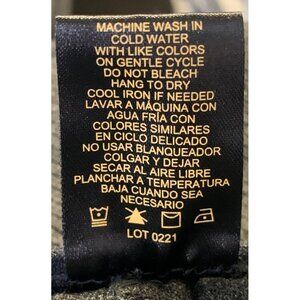 MACHINE WASH IN
COLD WATER
WITH LIKE COLORS
ON GENTLE CYCLE
DO NOT BLEACH
HANG TO DRY
COOL IRON IF NEEDED
LAVAR A MÁQUINA CON
AGUA FRÍA CON
COLORES SIMILARES
EN CICLO DELICADO
NO USAR BLANQUEADOR
COLGAR Y DEJAR
SECAR AL AIRE LIBRE
PLANCHAR A TEMPERATURA
BAJA CUANDO SEA
NECESARIO
LOT 0221